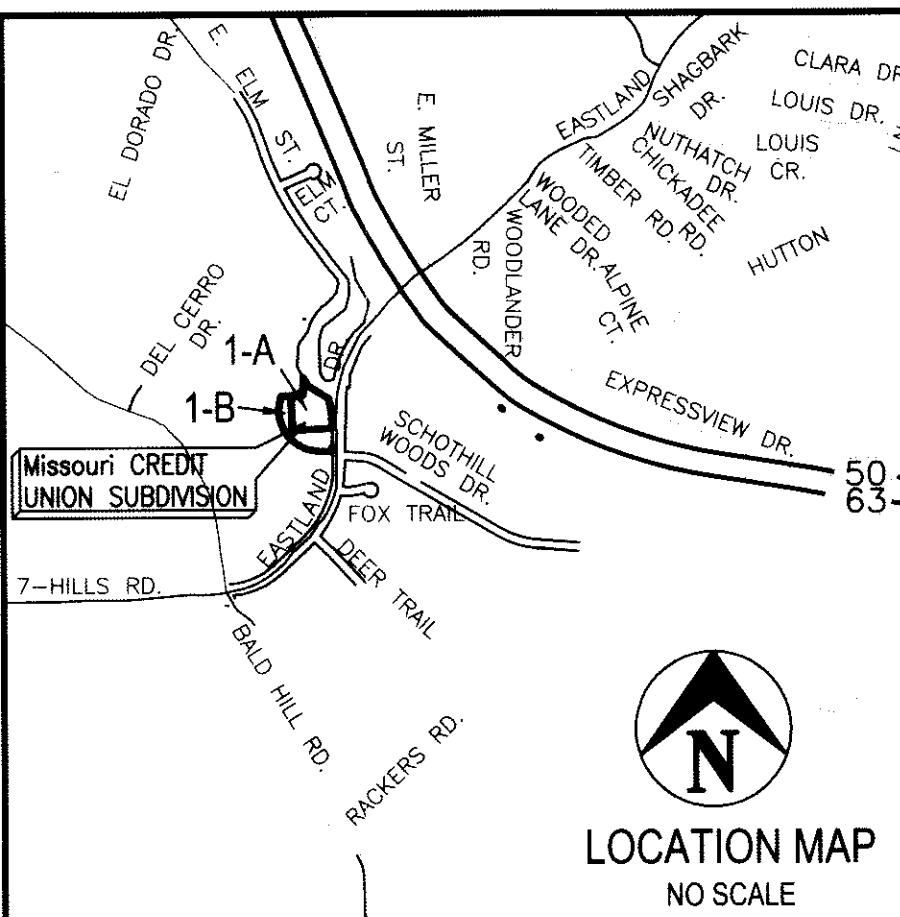 EL DORADO DR.
E. ELM ST.
ELM CT.
E. MILLER ST.
EASTLAND DR.
SHAGBARK DR.
CLARA DR
LOUIS DR.
LOUIS CR.
NUTHATCH DR.
CHICKADEE RD.
TIMBER RD.
WOODED LANE DR.
WOODLANDER RD.
ALPINE CT.
HUTTON
DEL CERRO DR.
1-A
1-B
EXPRESSVIEW DR.
50
63
Missouri CREDIT
UNION SUBDIVISION
SCHOTHILL
WOODS DR.
EASTLAND
FOX TRAIL
DEER TRAIL
7-HILLS RD.
BALD HILL RD.
RACKERS RD.
N
LOCATION MAP
NO SCALE